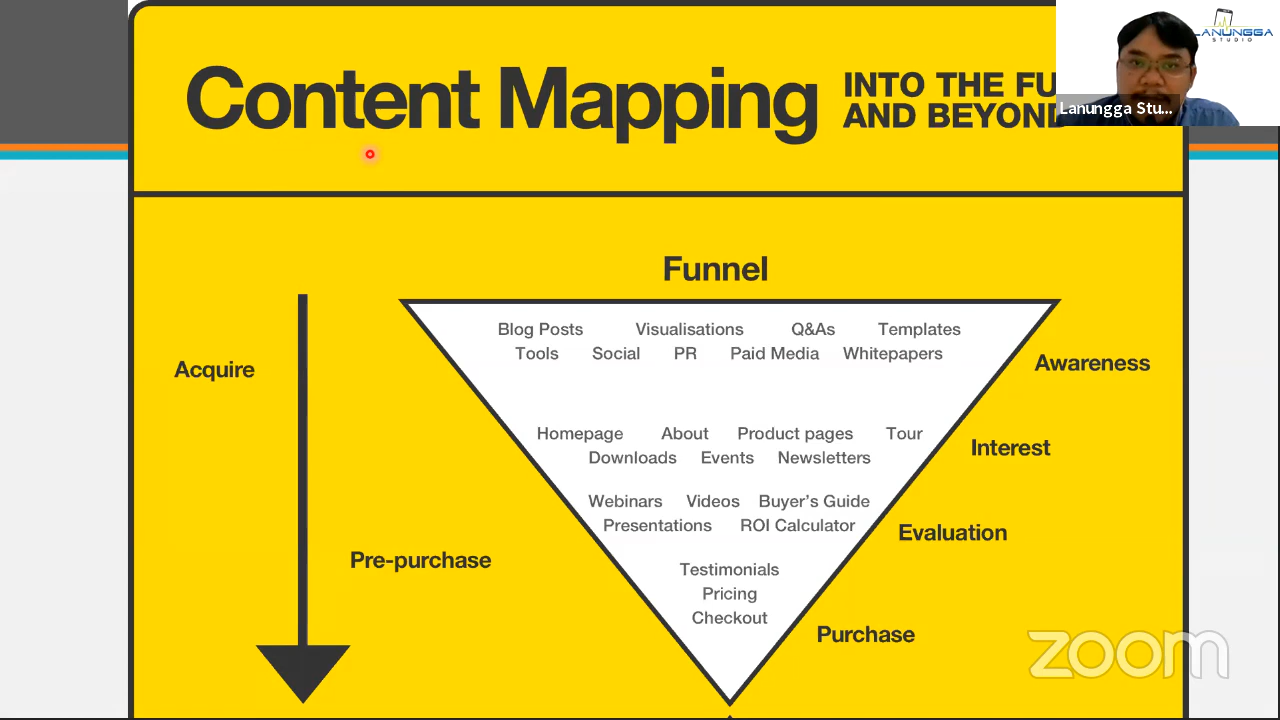 Content Mapping
INTO THE FU
AND BEYOND
LANUNGGA
STUDIO
Lanungga Stu...
Funnel
Blog Posts Visualisations Q&As Templates
Tools Social PR Paid Media Whitepapers
Acquire
Awareness
Homepage About Product pages Tour
Downloads Events Newsletters
Interest
Webinars Videos Buyer's Guide
Presentations ROI Calculator
Evaluation
Pre-purchase
Testimonials
Pricing
Checkout
Purchase
zoom